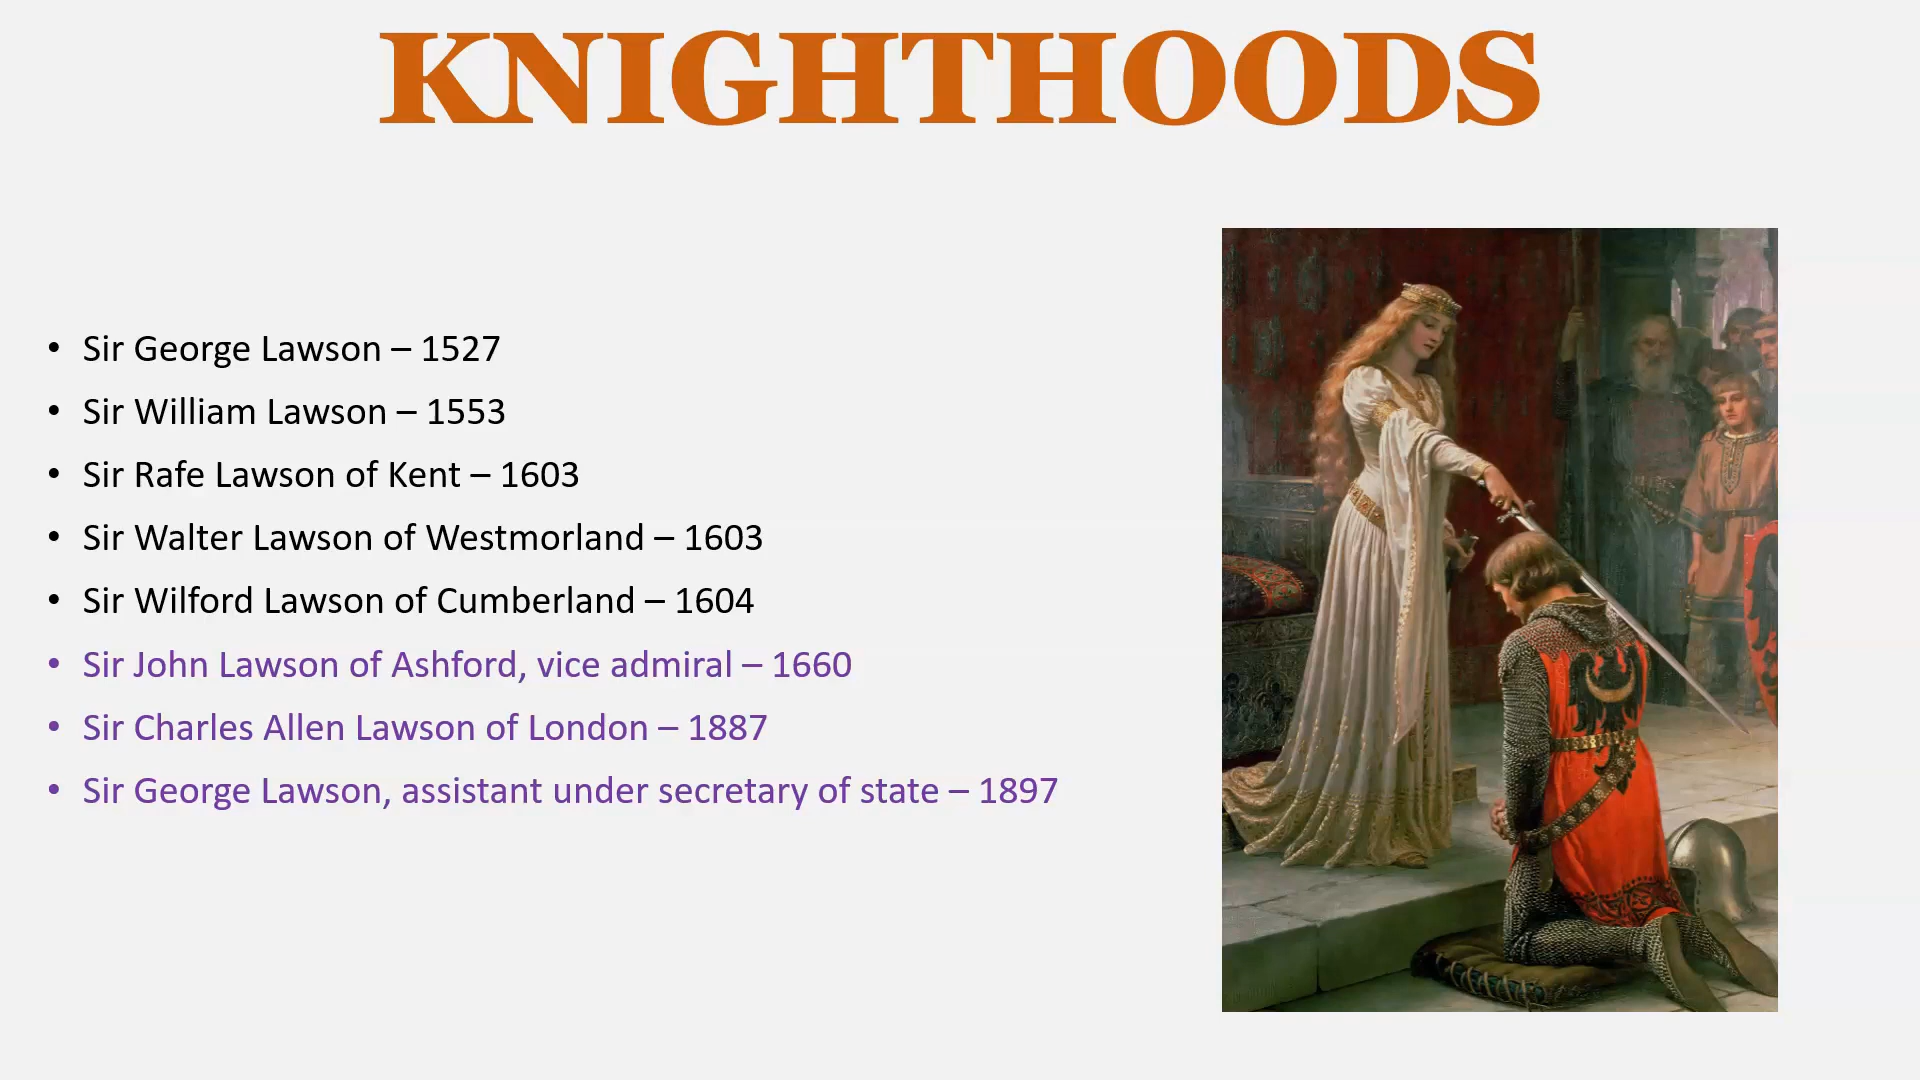 KNIGHTHOODS
• Sir George Lawson – 1527
• Sir William Lawson – 1553
• Sir Rafe Lawson of Kent – 1603
• Sir Walter Lawson of Westmorland – 1603
• Sir Wilford Lawson of Cumberland – 1604
• Sir John Lawson of Ashford, vice admiral – 1660
• Sir Charles Allen Lawson of London – 1887
• Sir George Lawson, assistant under secretary of state – 1897